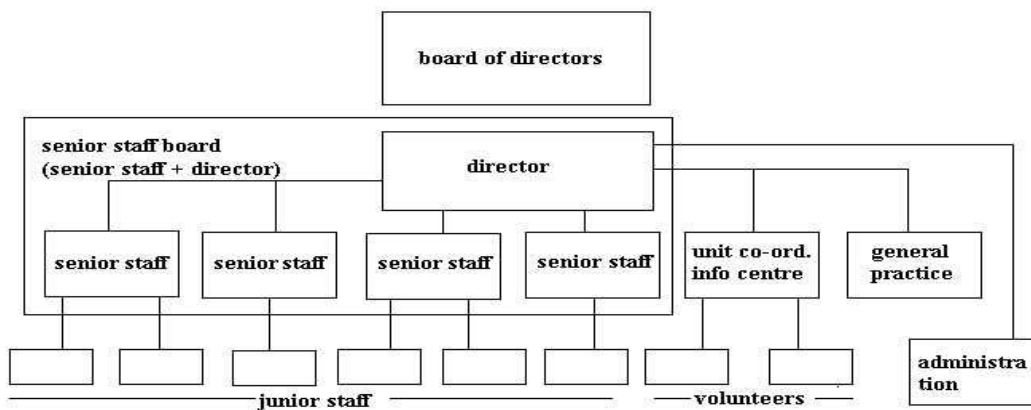 board of directors
senior staff board
(senior staff + director)
director
senior staff
senior staff
senior staff
senior staff
unit co-ord.
info centre
general
practice
administra
tion
junior staff
volunteers